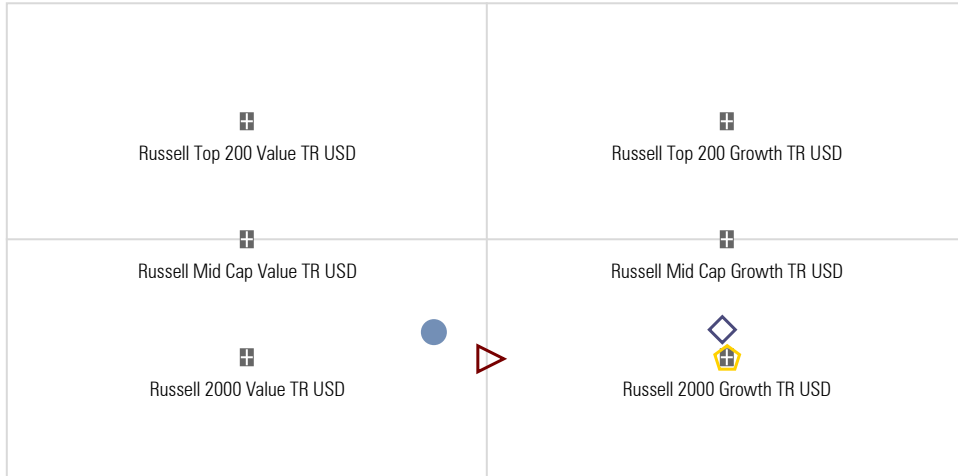 Russell Top 200 Value TR USD
Russell Top 200 Growth TR USD
Russell Mid Cap Value TR USD
Russell Mid Cap Growth TR USD
Russell 2000 Value TR USD
Russell 2000 Growth TR USD